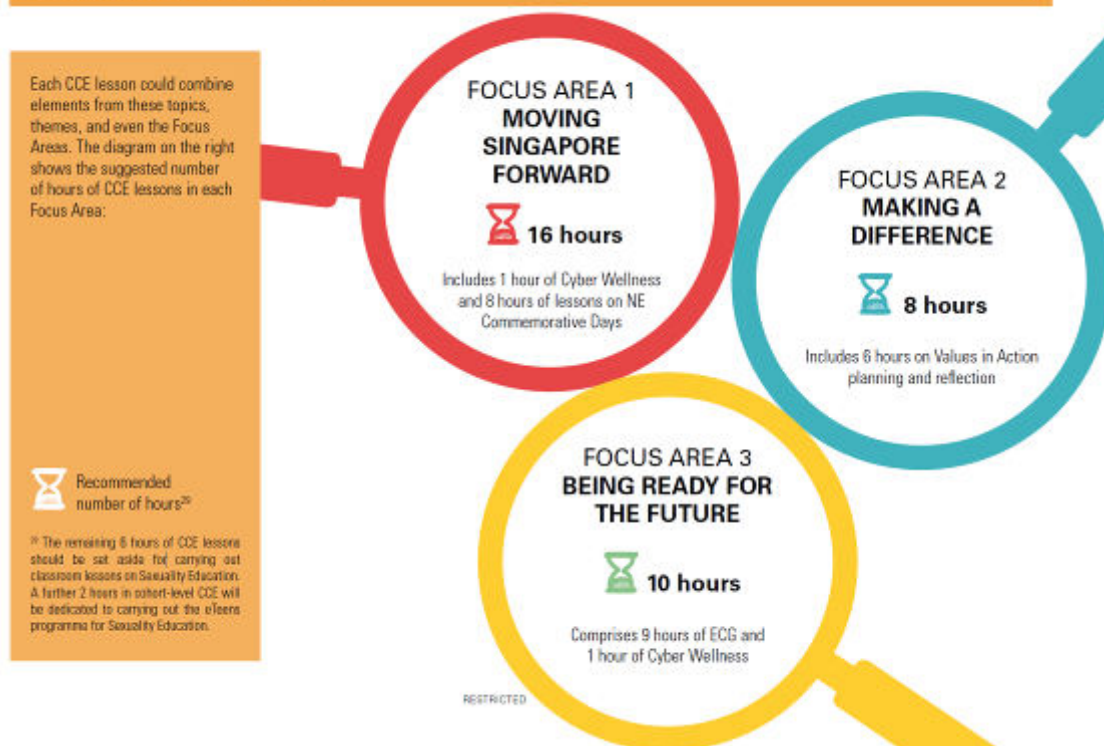 Each CCE lesson could combine
elements from these topics,
themes, and even the Focus
Areas. The diagram on the right
shows the suggested number
of hours of CCE lessons in each
Focus Area:
Recommended
number of hours²⁹
²⁹ The remaining 6 hours of CCE lessons
should be set aside for carrying out
classroom lessons on Sexuality Education.
A further 2 hours in cohort-level CCE will
be dedicated to carrying out the eTeens
programme for Sexuality Education.
FOCUS AREA 1
MOVING
SINGAPORE
FORWARD
16 hours
Includes 1 hour of Cyber Wellness
and 8 hours of lessons on NE
Commemorative Days
FOCUS AREA 2
MAKING A
DIFFERENCE
8 hours
Includes 6 hours on Values in Action
planning and reflection
FOCUS AREA 3
BEING READY FOR
THE FUTURE
10 hours
Comprises 9 hours of ECG and
1 hour of Cyber Wellness
RESTRICTED